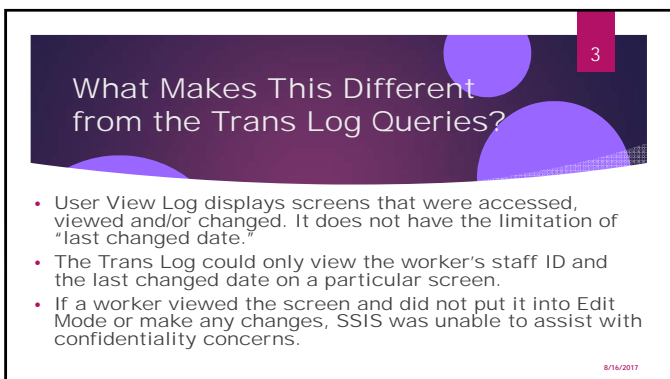 3
What Makes This Different
from the Trans Log Queries?
• User View Log displays screens that were accessed,
viewed and/or changed. It does not have the limitation of
“last changed date.”
• The Trans Log could only view the worker’s staff ID and
the last changed date on a particular screen.
• If a worker viewed the screen and did not put it into Edit
Mode or make any changes, SSIS was unable to assist with
confidentiality concerns.
8/16/2017